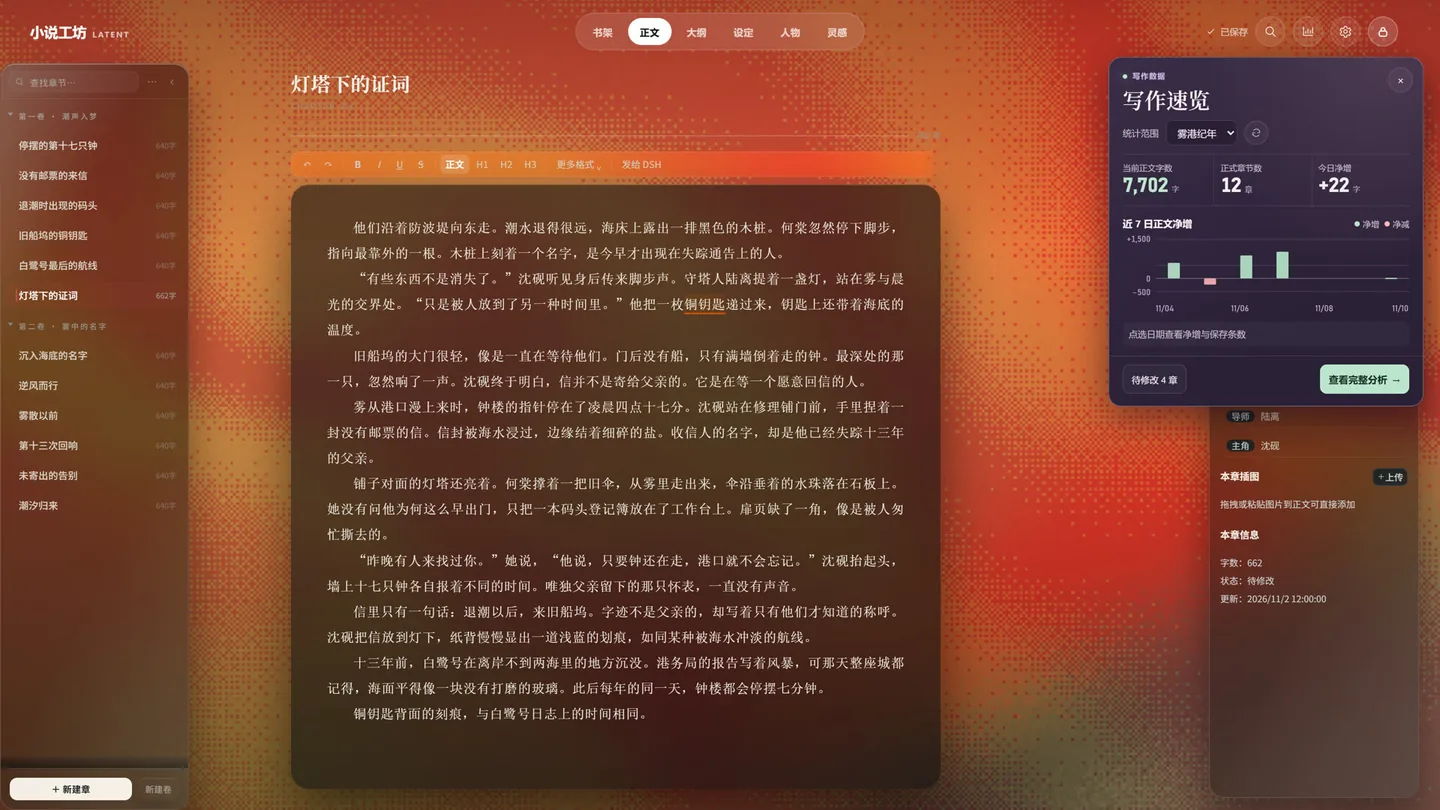 小说工坊 LATENT
书架 正文 大纲 设定 人物 灵感
已保存
查找章节…
第一卷 · 潮声入梦
停摆的第十七只钟 640字
没有邮票的来信 640字
退潮时出现的码头 640字
旧船坞的铜钥匙 640字
白鹭号最后的航线 640字
灯塔下的证词 662字
第二卷 · 雾中的名字
沉入海底的名字 640字
逆风而行 640字
雾散以前 640字
第十三次回响 640字
未寄出的告别 640字
潮汐归来 640字
+ 新建章 新建卷
灯塔下的证词
B I U S 正文 H1 H2 H3 更多格式 发给 DSH
他们沿着防波堤向东走。潮水退得很远，海床上露出一排黑色的木桩。何棠忽然停下脚步，
指向最靠外的一根。木桩上刻着一个名字，是今早才出现在失踪通告上的人。
“有些东西不是消失了。”沈砚听见身后传来脚步声。守塔人陆离提着一盏灯，站在雾与晨
光的交界处。“只是被人放到了另一种时间里。”他把一枚铜钥匙递过来，钥匙上还带着海底的
温度。
旧船坞的大门很轻，像是一直在等待他们。门后没有船，只有满墙倒着走的钟。最深处的那
一只，忽然响了一声。沈砚终于明白，信并不是寄给父亲的。它是在等一个愿意回信的人。
雾从港口漫上来时，钟楼的指针停在了凌晨四点十七分。沈砚站在修理铺门前，手里捏着一
封没有邮票的信。信封被海水浸过，边缘结着细碎的盐。收信人的名字，却是他已经失踪十三年
的父亲。
铺子对面的灯塔还亮着。何棠撑着一把旧伞，从雾里走出来，伞沿垂着的水珠落在石板上。
她没有问他为何这么早出门，只把一本码头登记簿放在了工作台上。扉页缺了一角，像是被人匆
忙撕去的。
“昨晚有人来找过你。”她说，“他说，只要钟还在走，港口就不会忘记。”沈砚抬起头，
墙上十七只钟各自报着不同的时间。唯独父亲留下的那只怀表，一直没有声音。
信里只有一句话：退潮以后，来旧船坞。字迹不是父亲的，却写着只有他们才知道的称呼。
沈砚把信放到灯下，纸背慢慢显出一道浅蓝的划痕，如同某种被海水冲淡的航线。
十三年前，白鹭号在离岸不到两海里的地方沉没。港务局的报告写着风暴，可那天整座城都
记得，海面平得像一块没有打磨的玻璃。此后每年的同一天，钟楼都会停摆七分钟。
铜钥匙背面的刻痕，与白鹭号日志上的时间相同。
写作数据
写作速览
统计范围 雾港纪年
当前正文字数 正式章节数 今日净增
7,702 字 12 章 +22 字
近 7 日正文净增 净增 净减
+1,500
0
−500
11/04 11/06 11/08 11/10
点选日期查看净增与保存条数
待修改 4 章 查看完整分析 →
导师 陆离
主角 沈砚
本章插图 +上传
拖拽或粘贴图片到正文可直接添加
本章信息
字数：662
状态：待修改
更新：2026/11/2 12:00:00